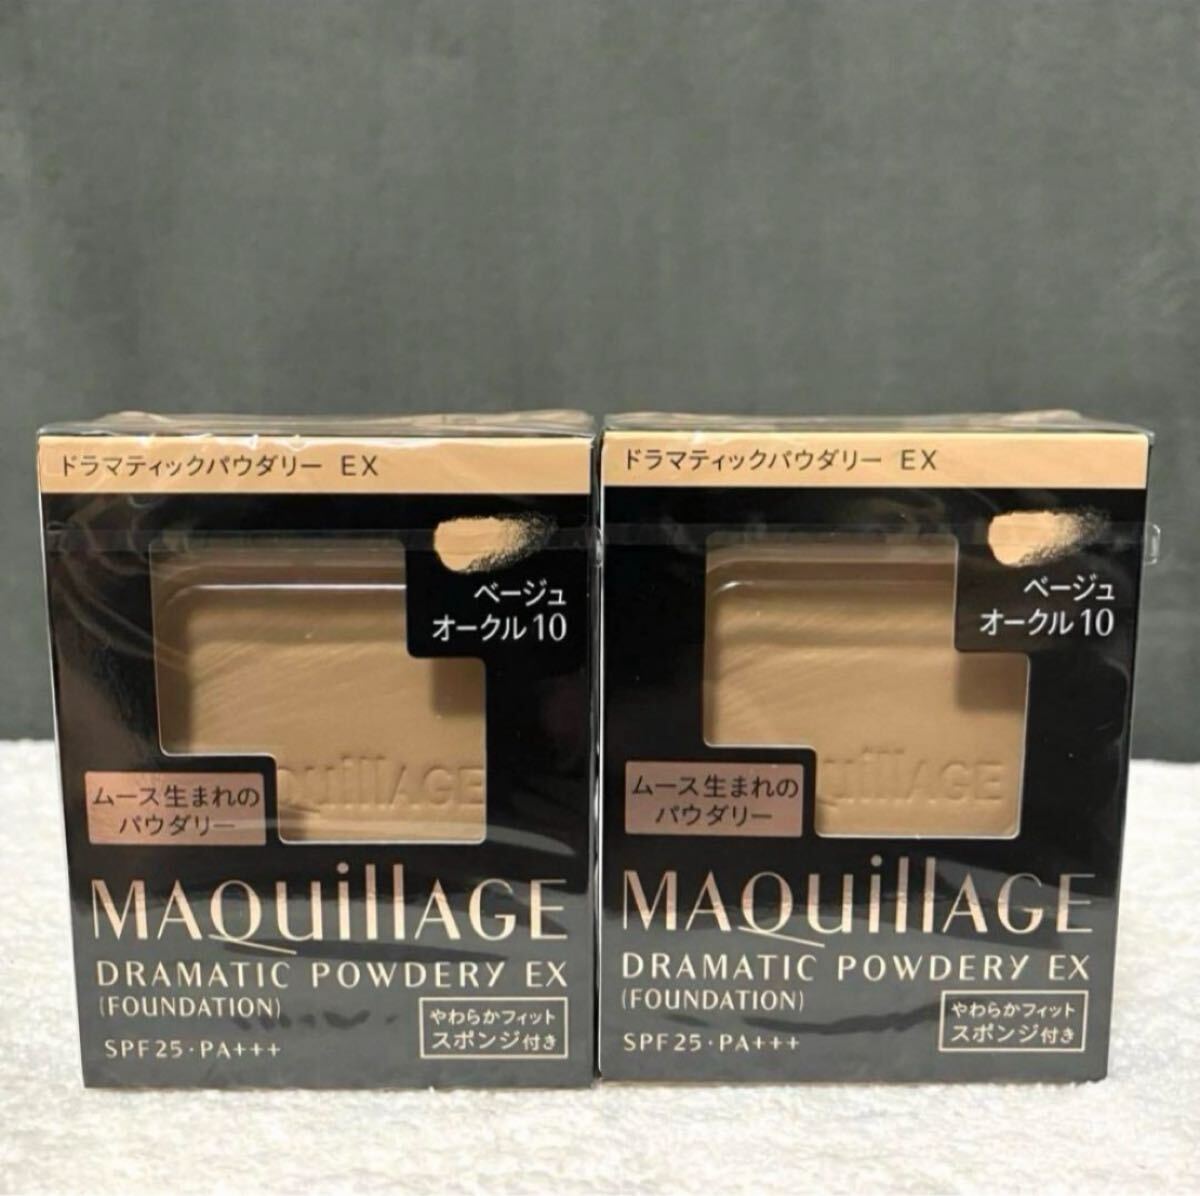 ドラマティックパウダリー EX
ベージュ
オークル10
QuillAGE
ムース生まれの
パウダリー
MAQuillAGE
DRAMATIC POWDERY EX
(FOUNDATION)
SPF25・PA+++
やわらかフィット
スポンジ付き
ドラマティックパウダリー EX
ベージュ
オークル10
QuillAGE
ムース生まれの
パウダリー
MAQuillAGE
DRAMATIC POWDERY EX
(FOUNDATION)
SPF25・PA+++
やわらかフィット
スポンジ付き